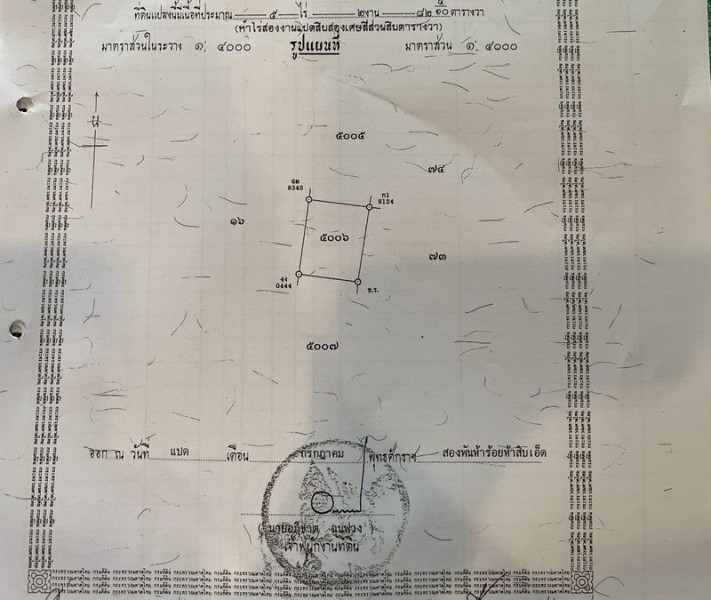 ที่ดินแปลงนี้มีเนื้อที่ประมาณ ๕ ไร่ ๒ งาน ๘๒ ๔/๑๐ ตารางวา
(ห้าไร่สองงานแปดสิบสองเศษสี่ส่วนสิบตารางวา)
มาตราส่วนในระวาง ๑: ๔๐๐๐ รูปแผนที่ มาตราส่วน ๑: ๔๐๐๐
น
๕๐๐๕
๗๔
6345
9124
๑๖
๕๐๐๖
๗๓
0444
๕๐๐๗
ออก ณ วันที่ แปด เดือน กรกฎาคม พุทธศักราช สองพันห้าร้อยห้าสิบเอ็ด
เจ้าพนักงานที่ดิน